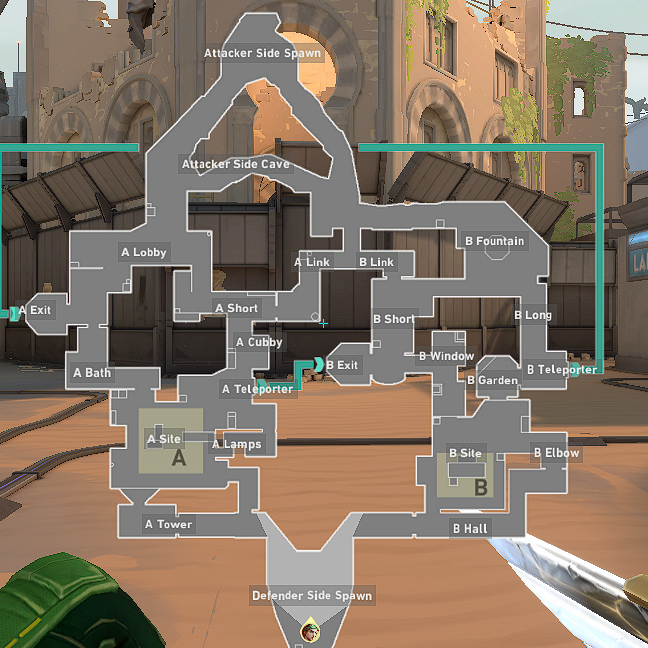 Attacker Side Spawn
Attacker Side Cave
B Fountain
A Lobby
A Link
B Link
LA
A Exit
A Short
B Short
B Long
A Cubby
B Window
B Exit
B Teleporter
A Bath
B Garden
A Teleporter
A Site
A Lamps
A
B Site
B Elbow
B
A Tower
B Hall
Defender Side Spawn